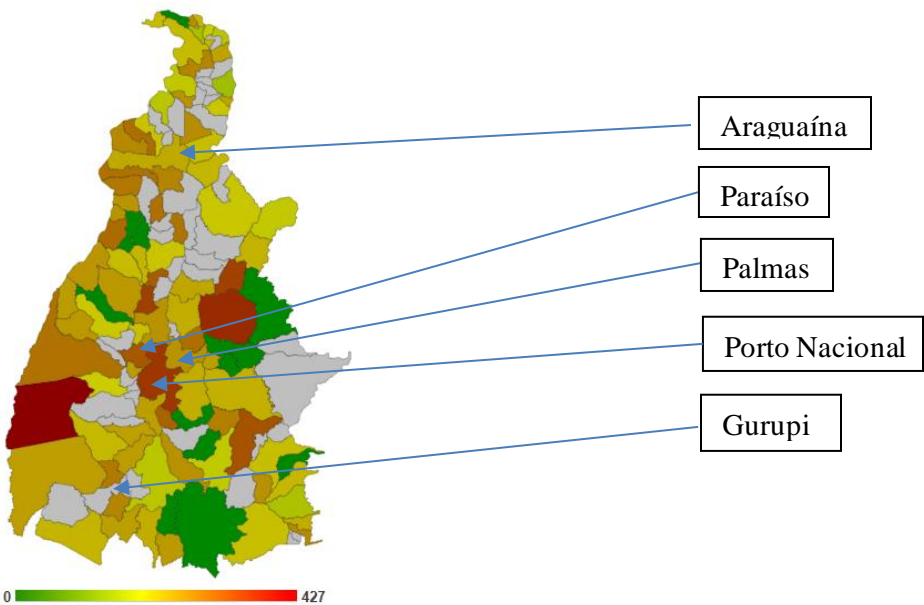 Araguaína
Paraíso
Palmas
Porto Nacional
Gurupi
0 427